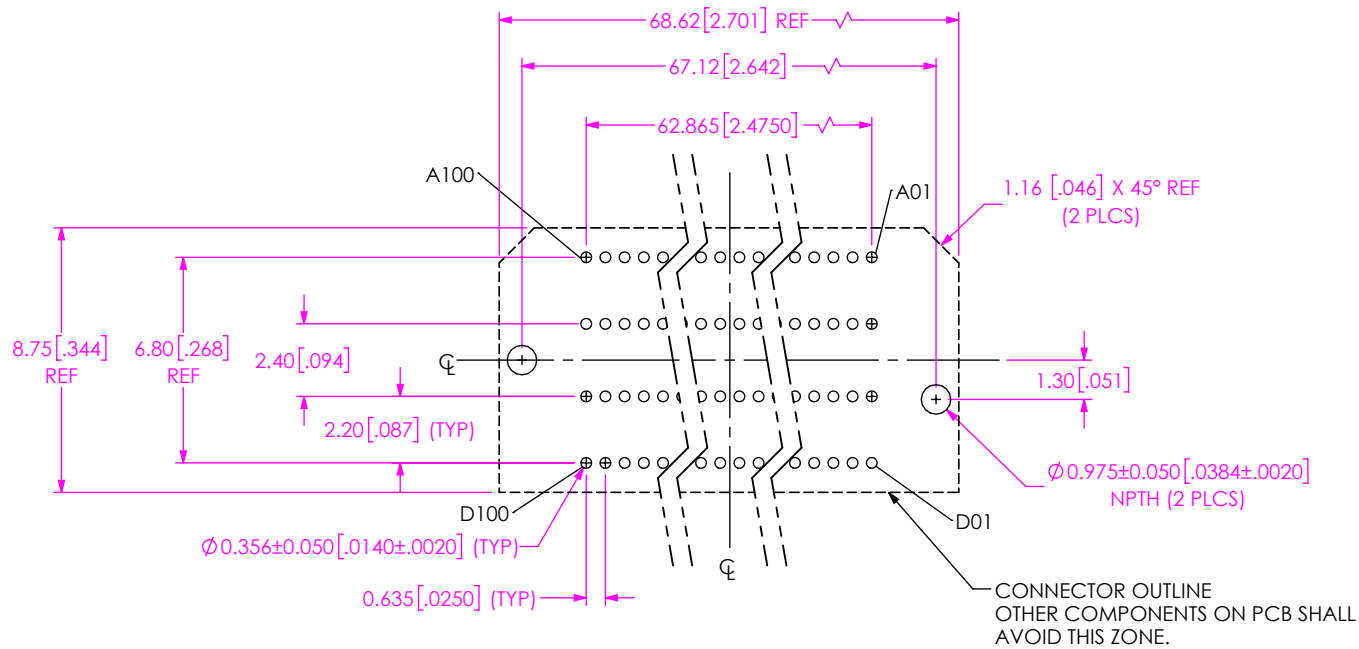 68.62[2.701] REF
67.12[2.642]
62.865[2.4750]
A100
A01
1.16 [.046] X 45° REF
(2 PLCS)
8.75[.344]
REF
6.80[.268]
REF
2.40[.094]
℄
1.30[.051]
2.20[.087] (TYP)
Ø0.975±0.050[.0384±.0020]
NPTH (2 PLCS)
D100
D01
Ø0.356±0.050[.0140±.0020] (TYP)
℄
0.635[.0250] (TYP)
CONNECTOR OUTLINE
OTHER COMPONENTS ON PCB SHALL
AVOID THIS ZONE.